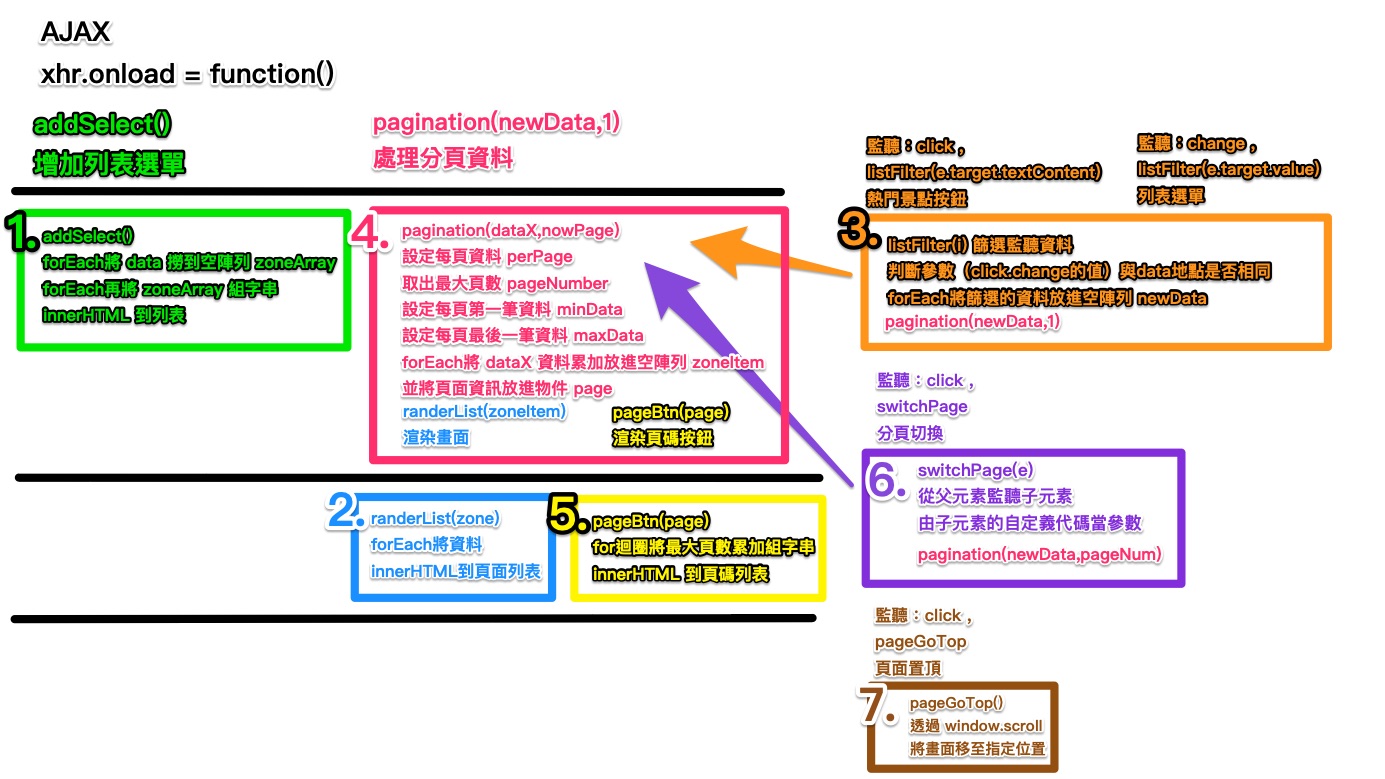 AJAX
xhr.onload = function()
addSelect()
增加列表選單
pagination(newData,1)
處理分頁資料
監聽：click，
listFilter(e.target.textContent)
熱門景點按鈕
監聽：change，
listFilter(e.target.value)
列表選單
1.
addSelect()
forEach將 data 撈到空陣列 zoneArray
forEach再將 zoneArray 組字串
innerHTML 到列表
4.
pagination(dataX,nowPage)
設定每頁資料 perPage
取出最大頁數 pageNumber
設定每頁第一筆資料 minData
設定每頁最後一筆資料 maxData
forEach將 dataX 資料累加放進空陣列 zoneItem
並將頁面資訊放進物件 page
randerList(zoneItem)
渲染畫面
pageBtn(page)
渲染頁碼按鈕
3.
listFilter(i) 篩選監聽資料
判斷參數（click.change的值）與data地點是否相同
forEach將篩選的資料放進空陣列 newData
pagination(newData,1)
監聽：click，
switchPage
分頁切換
6.
switchPage(e)
從父元素監聽子元素
由子元素的自定義代碼當參數
pagination(newData,pageNum)
2.
randerList(zone)
forEach將資料
innerHTML到頁面列表
5.
pageBtn(page)
for迴圈將最大頁數累加組字串
innerHTML 到頁碼列表
監聽：click，
pageGoTop
頁面置頂
7.
pageGoTop()
透過 window.scroll
將畫面移至指定位置